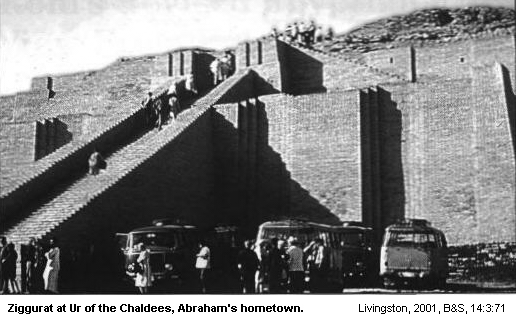 Ziggurat at Ur of the Chaldees, Abraham's hometown. Livingston, 2001, B&S, 14:3:71